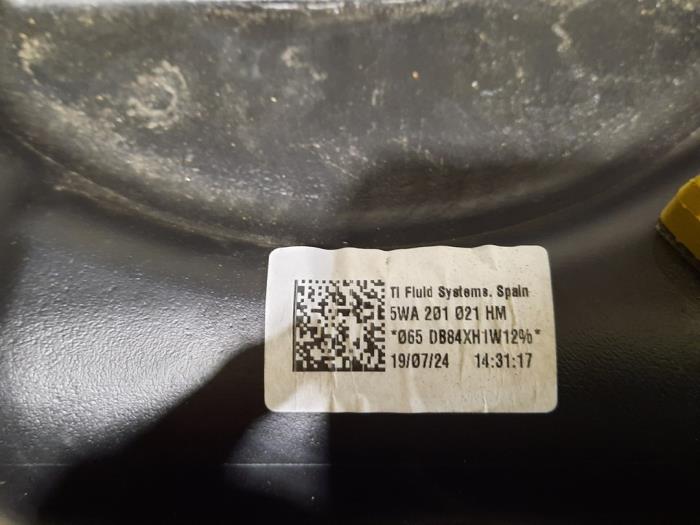 TI Fluid Systems. Spain
5WA 201 021 HM
*065 DB84XH1W12%*
19/07/24 14:31:17